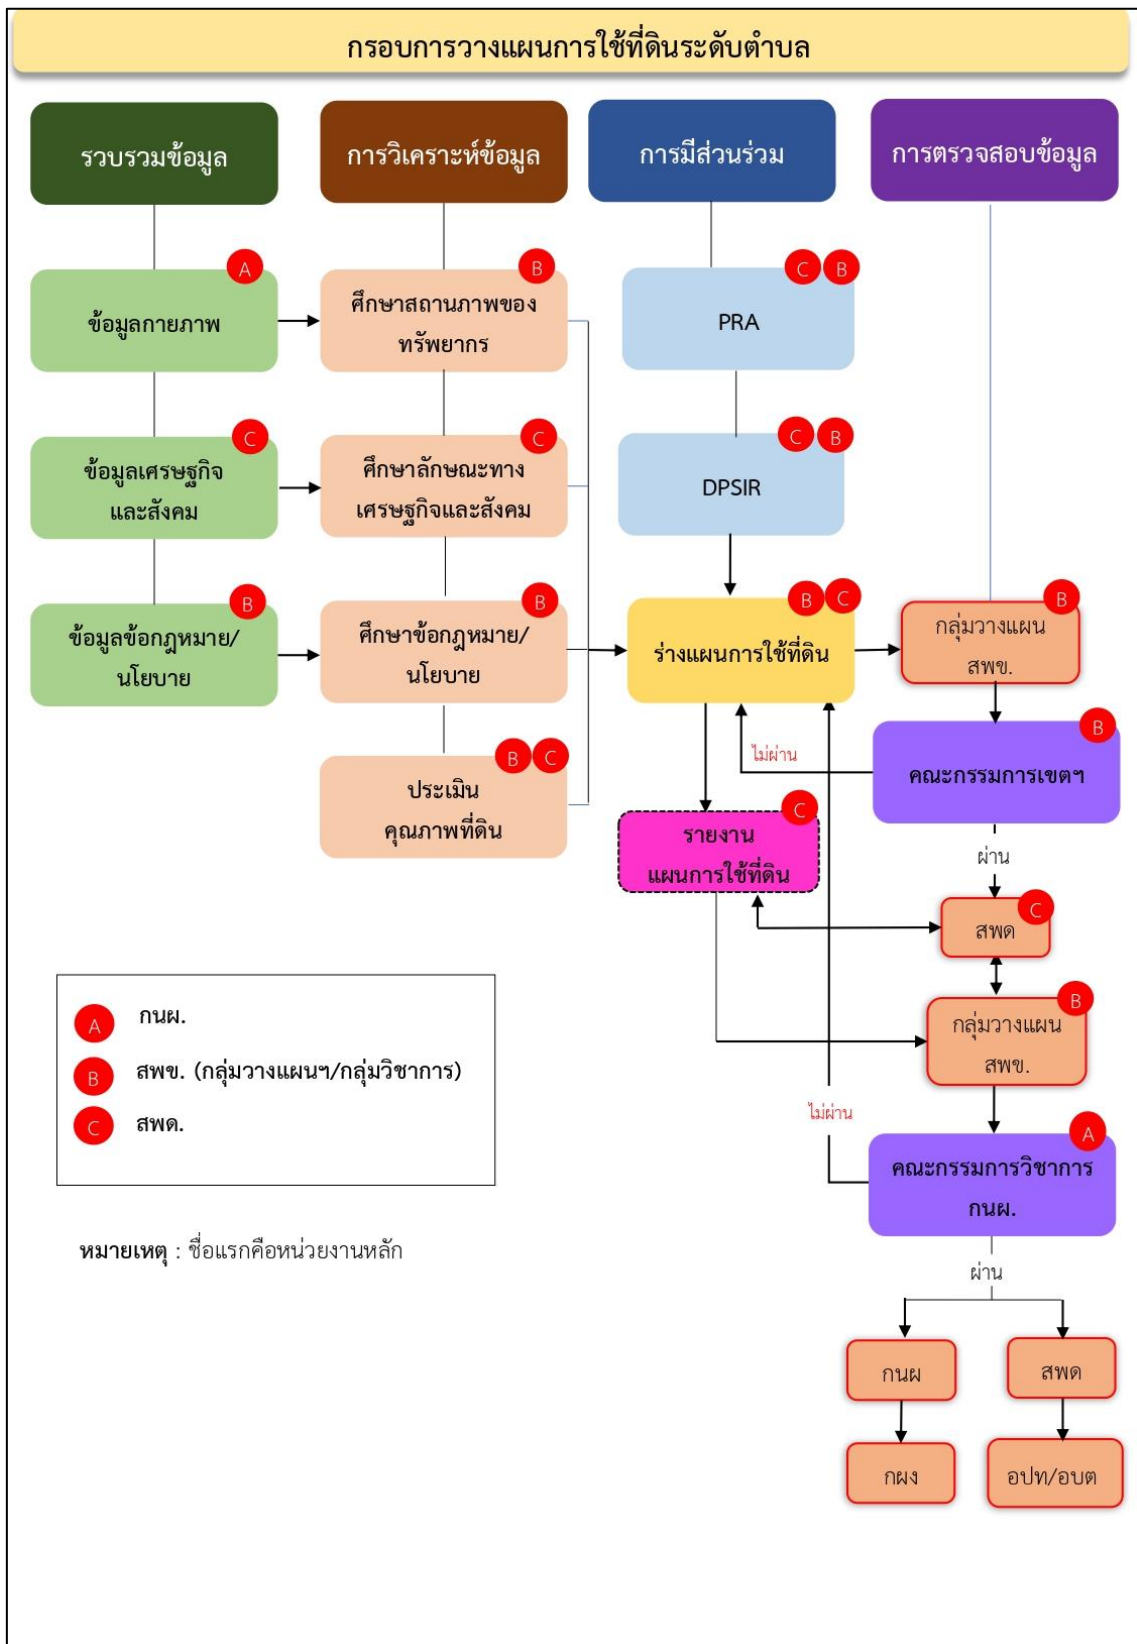 กรอบการวางแผนการใช้ที่ดินระดับตำบล
รวบรวมข้อมูล
การวิเคราะห์ข้อมูล
การมีส่วนร่วม
การตรวจสอบข้อมูล
A
ข้อมูลกายภาพ
B
ศึกษาสถานภาพของ
ทรัพยากร
C B
PRA
C
ข้อมูลเศรษฐกิจ
และสังคม
C
ศึกษาลักษณะทาง
เศรษฐกิจและสังคม
C B
DPSIR
B
ข้อมูลข้อกฎหมาย/
นโยบาย
B
ศึกษาข้อกฎหมาย/
นโยบาย
B C
ร่างแผนการใช้ที่ดิน
B
กลุ่มวางแผน
สพข.
B C
ประเมิน
คุณภาพที่ดิน
ไม่ผ่าน
B
คณะกรรมการเขตฯ
C
รายงาน
แผนการใช้ที่ดิน
ผ่าน
C
สพด
B
กลุ่มวางแผน
สพข.
A กนผ.
B สพข. (กลุ่มวางแผนฯ/กลุ่มวิชาการ)
C สพด.
ไม่ผ่าน
A
คณะกรรมการวิชาการ
กนผ.
หมายเหตุ : ชื่อแรกคือหน่วยงานหลัก
ผ่าน
กนผ
สพด
กผง
อปท/อบต